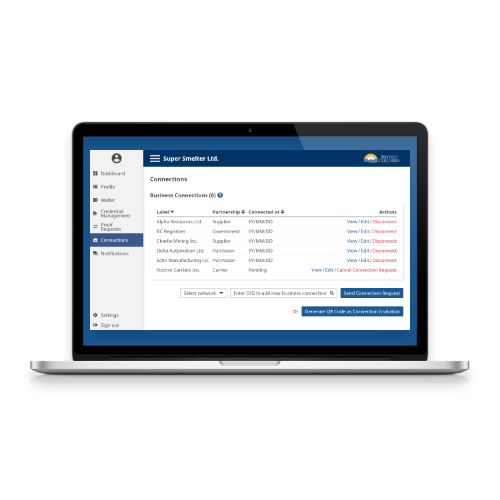 Super Smelter Ltd.
BRITISH
COLUMBIA
Dashboard
Profile
Wallet
Credential
Management
Proof
Requests
Connections
Notifications
Settings
Sign out
Connections
Business Connections (6)
Label Partnership Connected at Actions
Alpha Resources Ltd. Supplier YY/MM/DD View / Edit / Disconnect
BC Registries Government YY/MM/DD View / Edit / Disconnect
Charlie Mining Inc. Supplier YY/MM/DD View / Edit / Disconnect
Delta Automation Ltd. Purchaser YY/MM/DD View / Edit / Disconnect
Echo Manufacturing Co. Purchaser YY/MM/DD View / Edit / Disconnect
Foxtrot Carriers Inc. Carrier Pending View / Edit / Cancel Connection Request
Select network Enter DID to add new business connection Send Connection Request
Or Generate QR Code as Connection Invitation